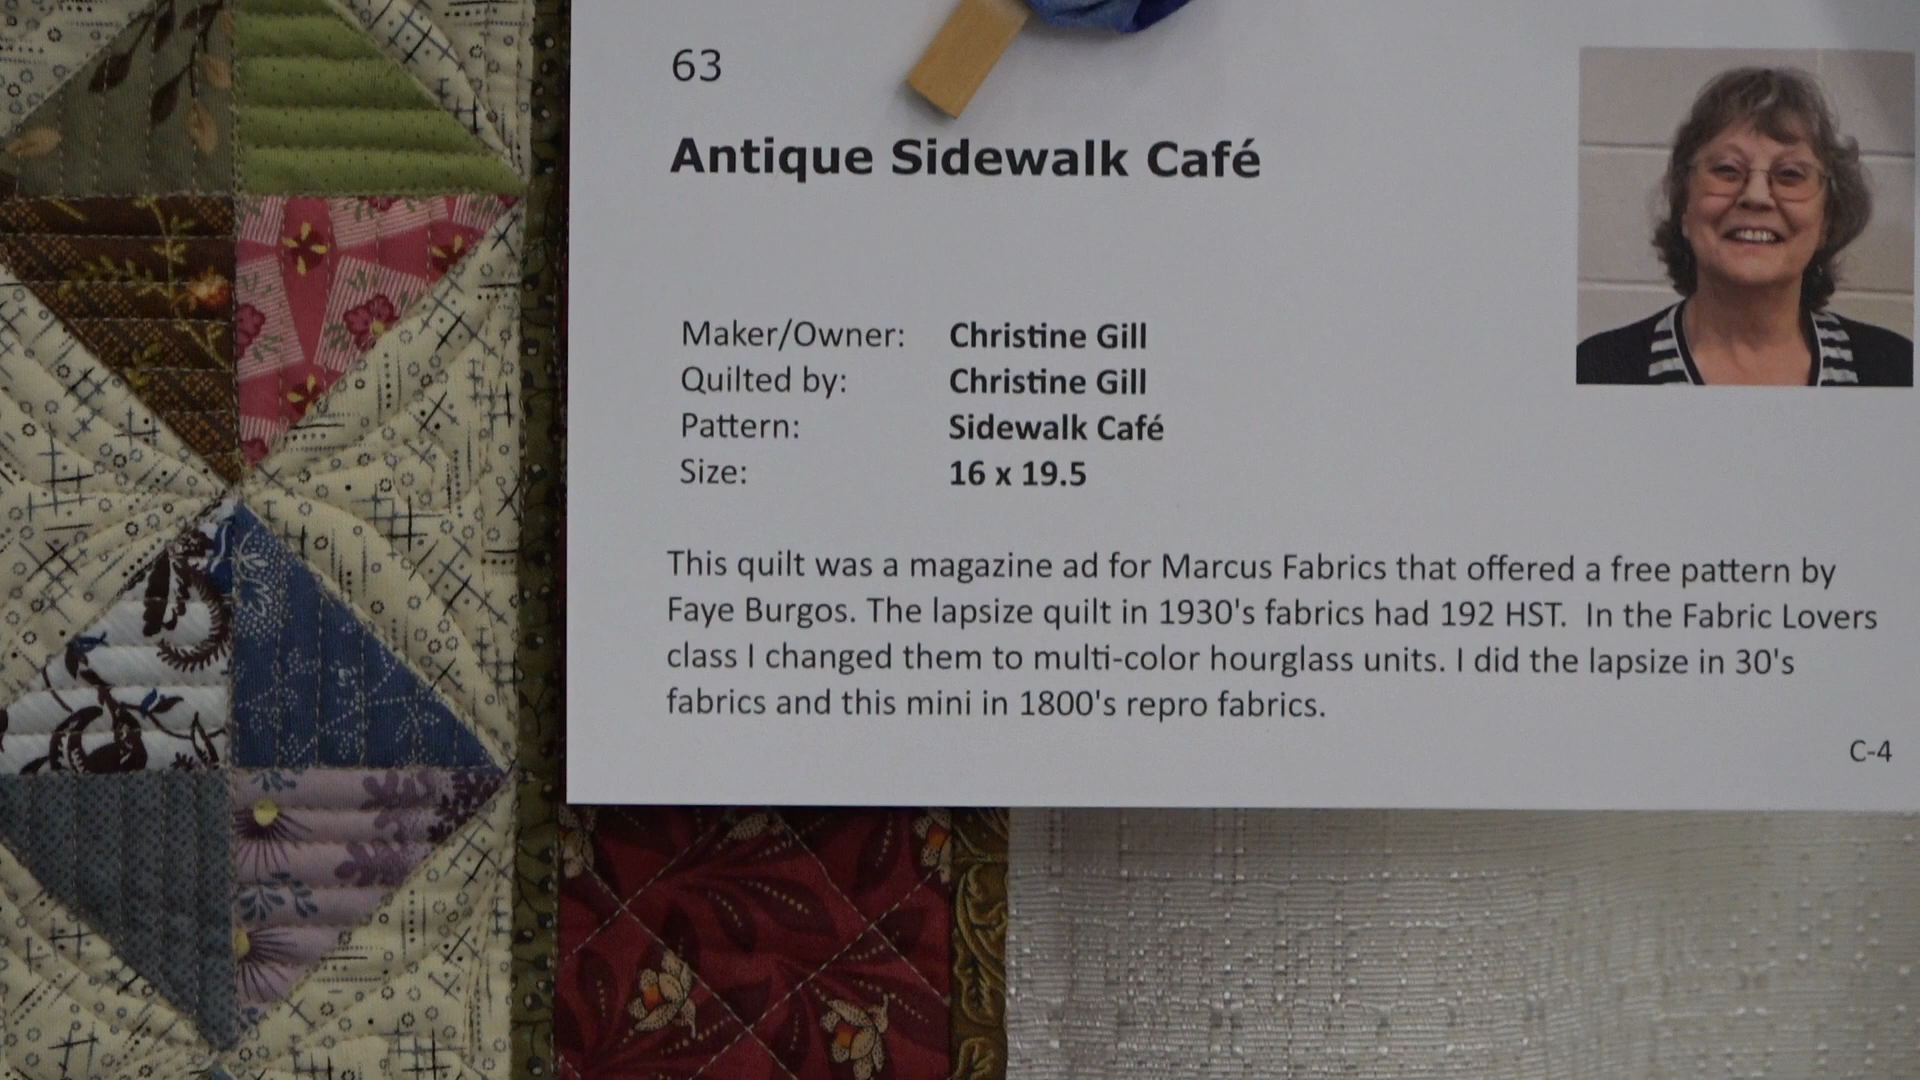 63
Antique Sidewalk Café
Maker/Owner: Christine Gill
Quilted by: Christine Gill
Pattern: Sidewalk Café
Size: 16 x 19.5
This quilt was a magazine ad for Marcus Fabrics that offered a free pattern by
Faye Burgos. The lapsize quilt in 1930's fabrics had 192 HST.  In the Fabric Lovers
class I changed them to multi-color hourglass units. I did the lapsize in 30's
fabrics and this mini in 1800's repro fabrics.
C-4